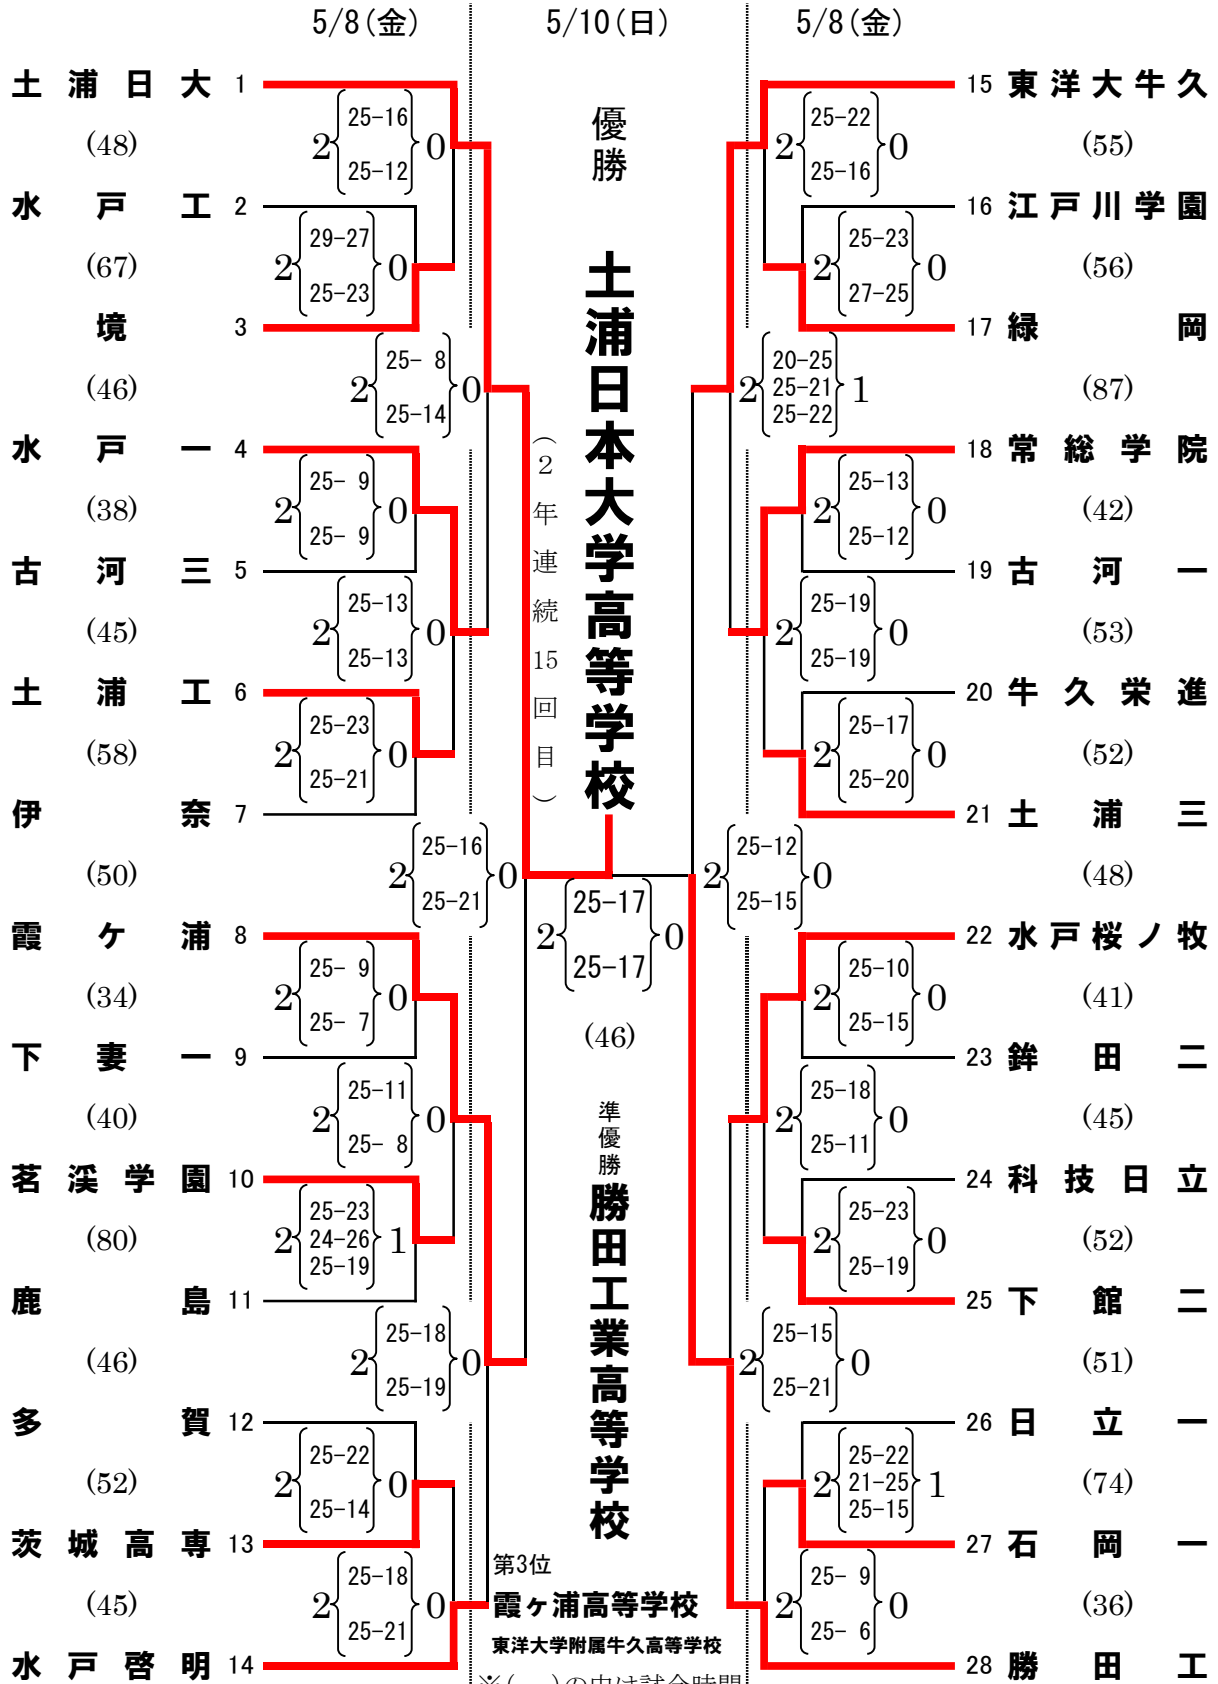 5/8(金)
5/10(日)
5/8(金)
土浦日大 1
25-16
2 0
25-12
(48)
水戸工 2
29-27
2 0
25-23
(67)
境 3
25- 8
2 0
25-14
(46)
水戸一 4
25- 9
2 0
25- 9
(38)
古河三 5
25-13
2 0
25-13
(45)
土浦工 6
25-23
2 0
25-21
(58)
伊奈 7
25-16
2 0
25-21
(50)
霞ケ浦 8
25- 9
2 0
25- 7
(34)
下妻一 9
25-11
2 0
25- 8
(40)
茗渓学園 10
25-23
2 24-26 1
25-19
(80)
鹿島 11
25-18
2 0
25-19
(46)
多賀 12
25-22
2 0
25-14
(52)
茨城高専 13
25-18
2 0
25-21
(45)
水戸啓明 14
優勝
土浦日本大学高等学校
(2年連続15回目)
25-17
2 0
25-17
(46)
準優勝
勝田工業高等学校
第3位
霞ヶ浦高等学校
東洋大学附属牛久高等学校
※( )の中は試合時間
15 東洋大牛久
25-22
2 0
25-16
(55)
16 江戸川学園
25-23
2 0
27-25
(56)
17 緑岡
20-25
2 25-21 1
25-22
(87)
18 常総学院
25-13
2 0
25-12
(42)
19 古河一
25-19
2 0
25-19
(53)
20 牛久栄進
25-17
2 0
25-20
(52)
21 土浦三
25-12
2 0
25-15
(48)
22 水戸桜ノ牧
25-10
2 0
25-15
(41)
23 鉾田二
25-18
2 0
25-11
(45)
24 科技日立
25-23
2 0
25-19
(52)
25 下館二
25-15
2 0
25-21
(51)
26 日立一
25-22
2 21-25 1
25-15
(74)
27 石岡一
25- 9
2 0
25- 6
(36)
28 勝田工